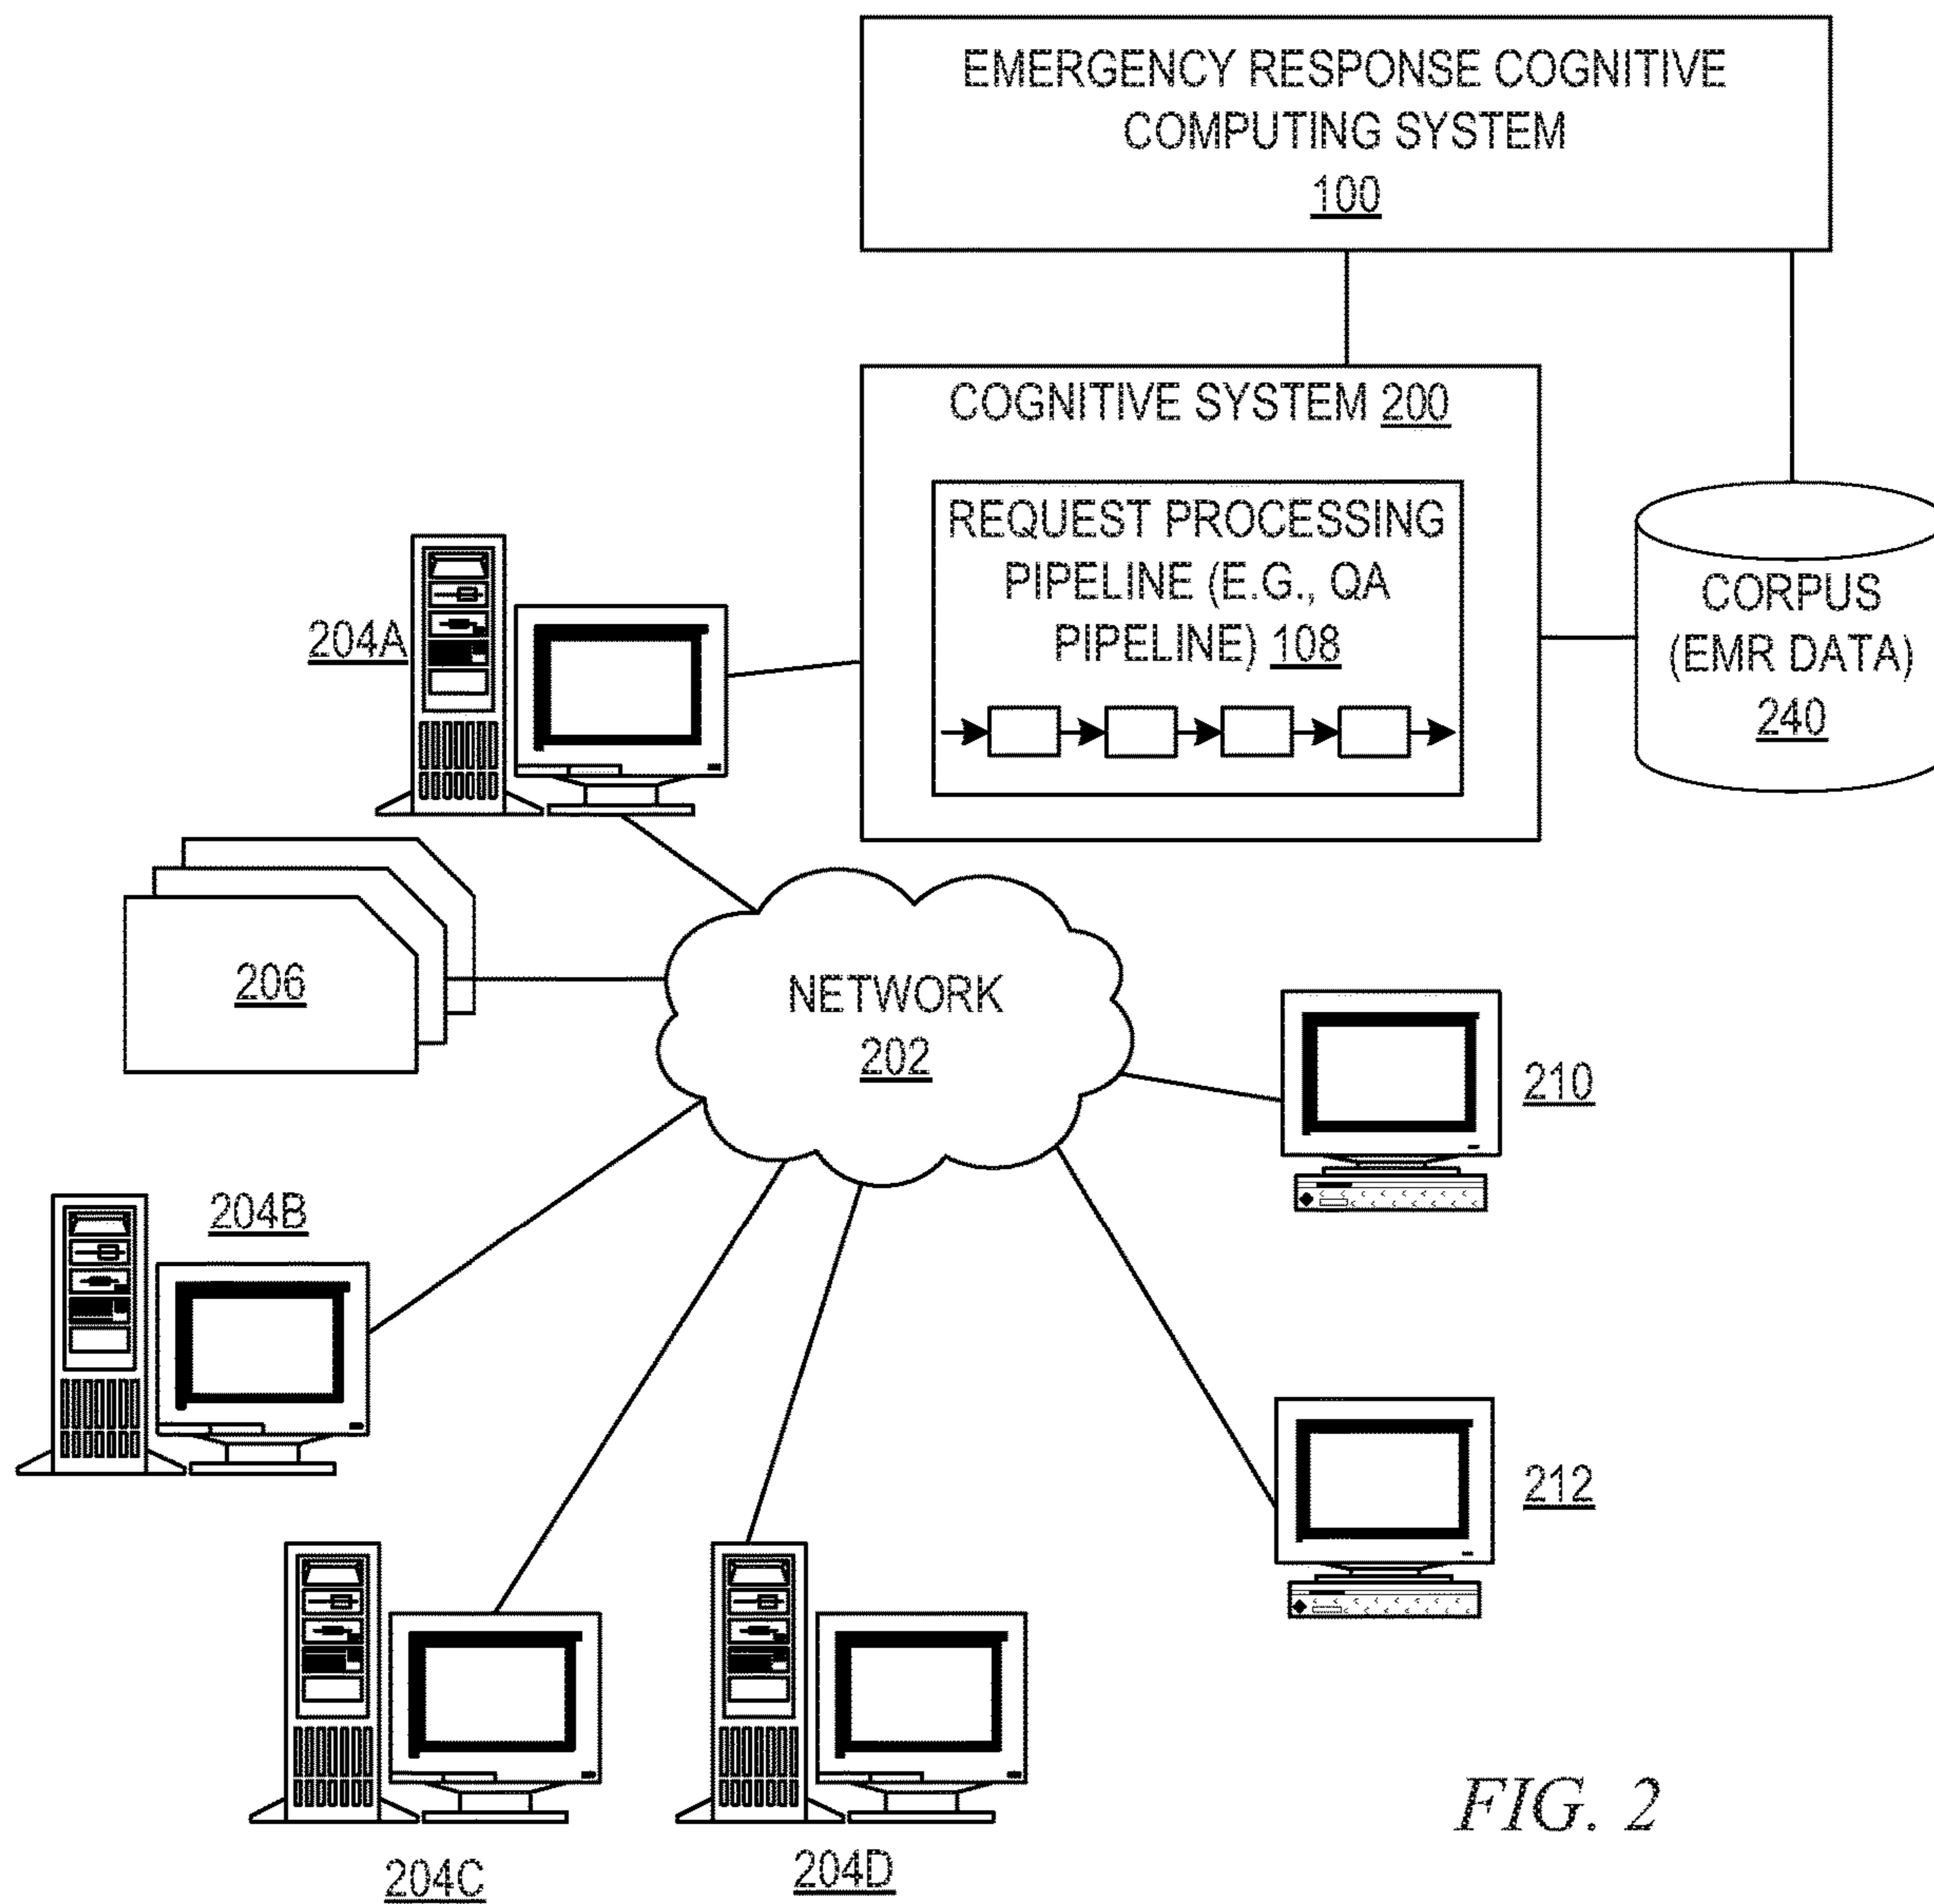 EMERGENCY RESPONSE COGNITIVE
COMPUTING SYSTEM
100
COGNITIVE SYSTEM 200
REQUEST PROCESSING
PIPELINE (E.G., QA
PIPELINE) 108
CORPUS
(EMR DATA)
240
204A
206
NETWORK
202
210
204B
212
204C
204D
FIG. 2